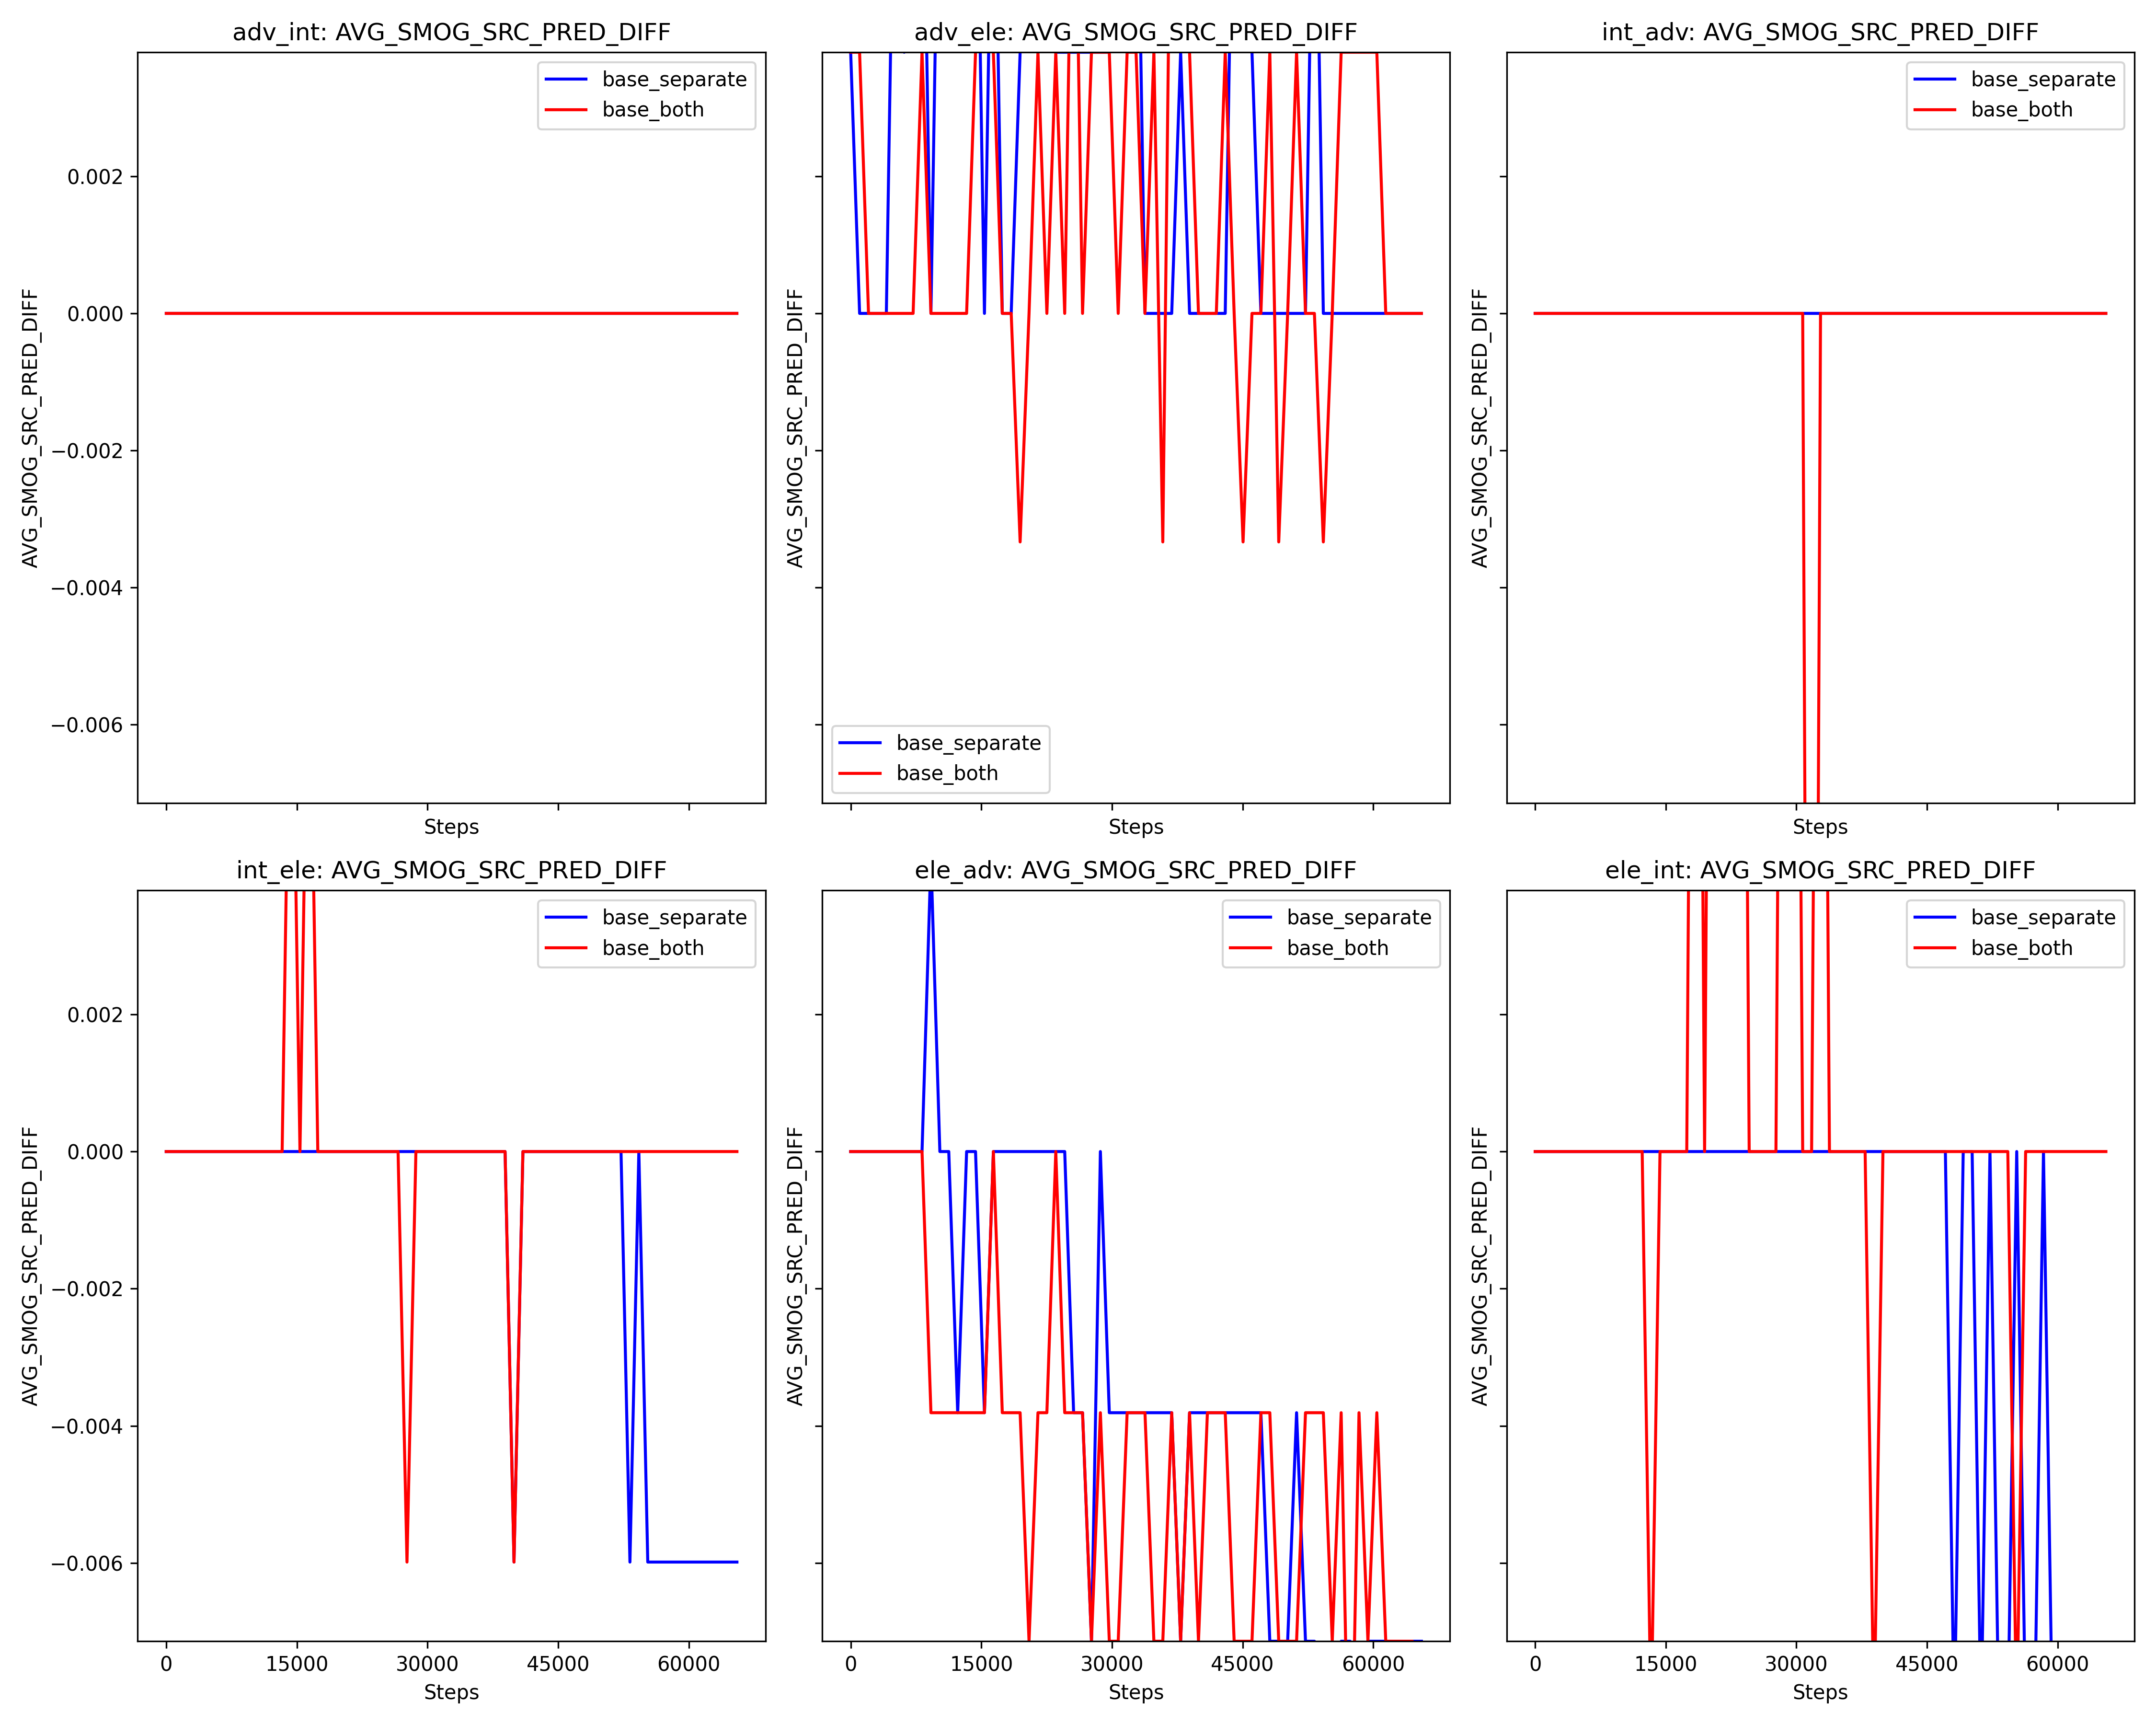 adv_int: AVG_SMOG_SRC_PRED_DIFF
AVG_SMOG_SRC_PRED_DIFF
0.002
0.000
−0.002
−0.004
−0.006
base_separate
base_both
Steps
adv_ele: AVG_SMOG_SRC_PRED_DIFF
AVG_SMOG_SRC_PRED_DIFF
base_separate
base_both
Steps
int_adv: AVG_SMOG_SRC_PRED_DIFF
AVG_SMOG_SRC_PRED_DIFF
base_separate
base_both
Steps
int_ele: AVG_SMOG_SRC_PRED_DIFF
AVG_SMOG_SRC_PRED_DIFF
0.002
0.000
−0.002
−0.004
−0.006
base_separate
base_both
0 15000 30000 45000 60000
Steps
ele_adv: AVG_SMOG_SRC_PRED_DIFF
AVG_SMOG_SRC_PRED_DIFF
base_separate
base_both
0 15000 30000 45000 60000
Steps
ele_int: AVG_SMOG_SRC_PRED_DIFF
AVG_SMOG_SRC_PRED_DIFF
base_separate
base_both
0 15000 30000 45000 60000
Steps